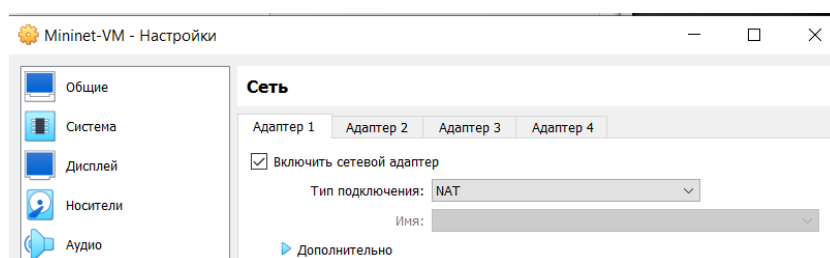 Mininet-VM - Настройки
Общие
Система
Дисплей
Носители
Аудио
Сеть
Адаптер 1 Адаптер 2 Адаптер 3 Адаптер 4
Включить сетевой адаптер
Тип подключения: NAT
Имя:
Дополнительно